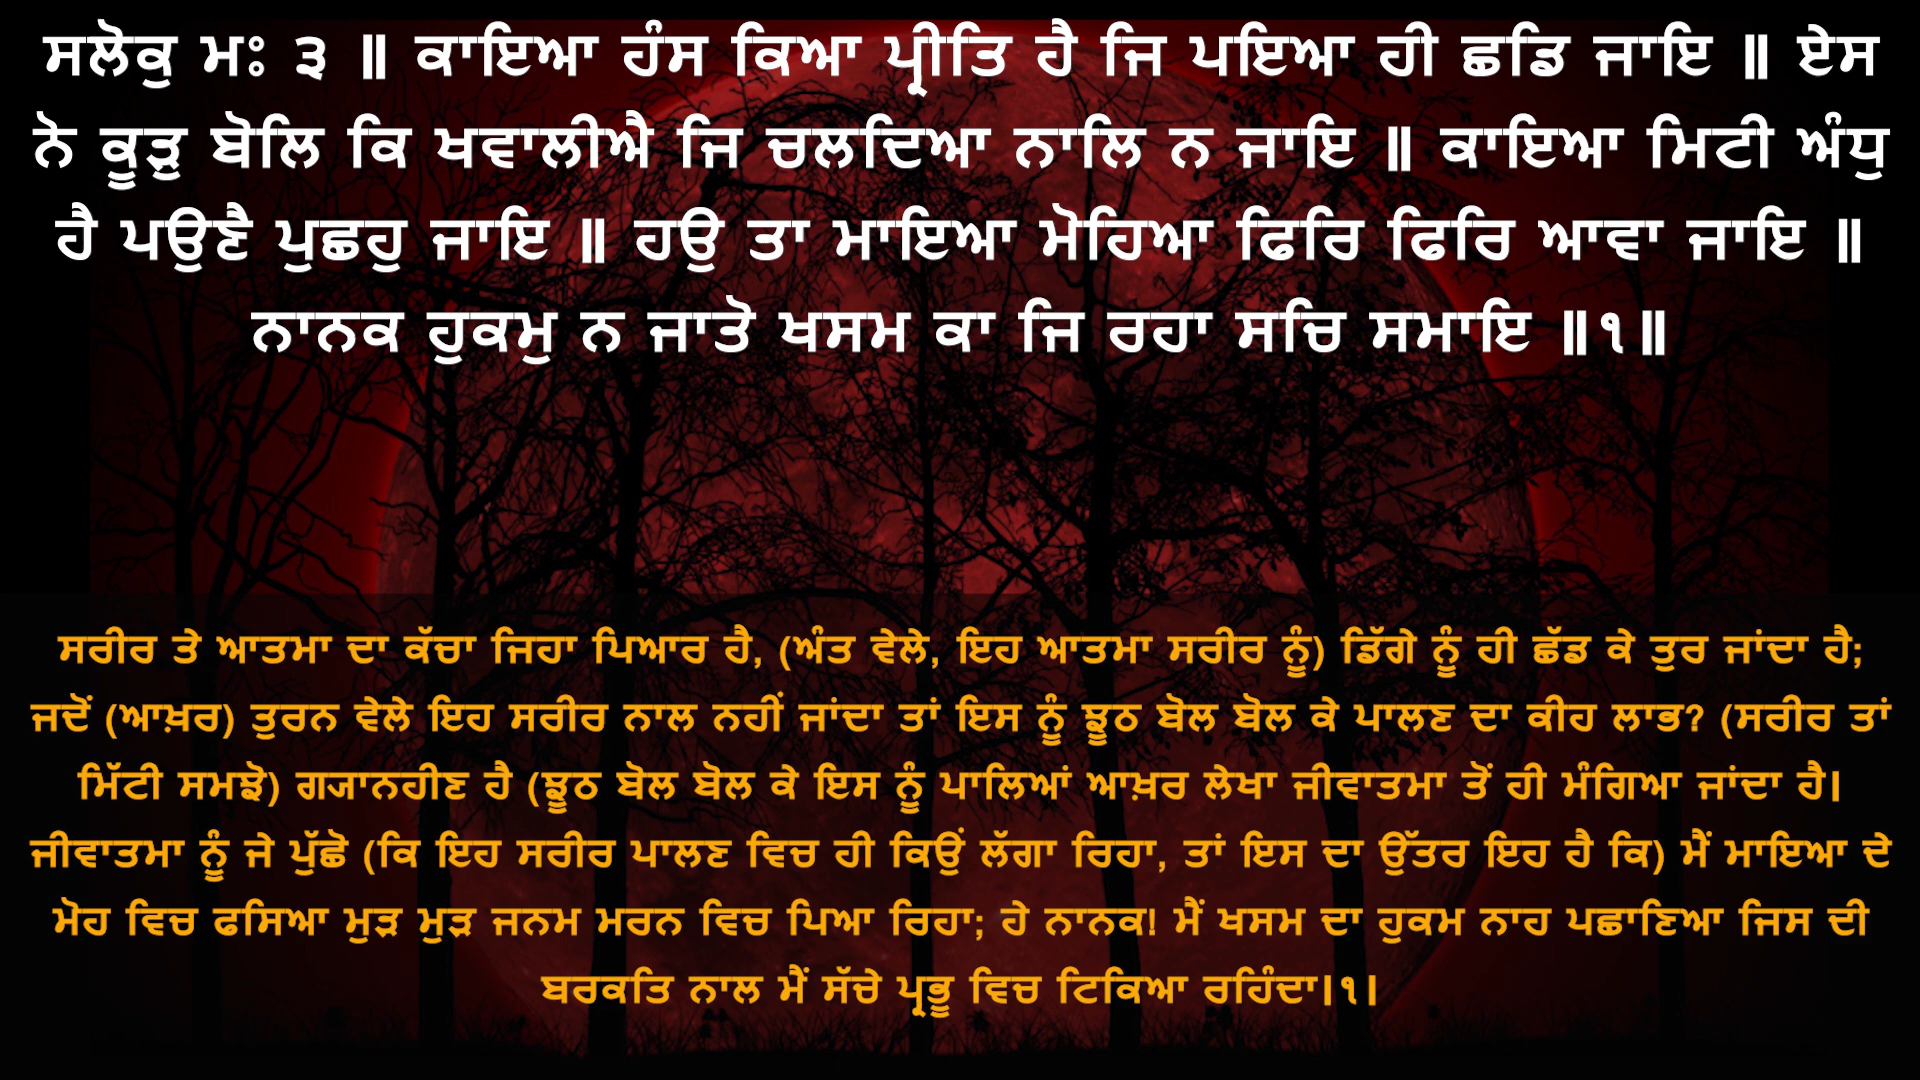 ਸਲੋਕੁ ਮਃ ੩ ॥ ਕਾਇਆ ਹੰਸ ਕਿਆ ਪ੍ਰੀਤਿ ਹੈ ਜਿ ਪਇਆ ਹੀ ਛਡਿ ਜਾਇ ॥ ਏਸ
ਨੋ ਕੂੜੁ ਬੋਲਿ ਕਿ ਖਵਾਲੀਐ ਜਿ ਚਲਦਿਆ ਨਾਲਿ ਨ ਜਾਇ ॥ ਕਾਇਆ ਮਿਟੀ ਅੰਧੁ
ਹੈ ਪਉਣੈ ਪੁਛਹੁ ਜਾਇ ॥ ਹਉ ਤਾ ਮਾਇਆ ਮੋਹਿਆ ਫਿਰਿ ਫਿਰਿ ਆਵਾ ਜਾਇ ॥
ਨਾਨਕ ਹੁਕਮੁ ਨ ਜਾਤੋ ਖਸਮ ਕਾ ਜਿ ਰਹਾ ਸਚਿ ਸਮਾਇ ॥੧॥
ਸਰੀਰ ਤੇ ਆਤਮਾ ਦਾ ਕੱਚਾ ਜਿਹਾ ਪਿਆਰ ਹੈ, (ਅੰਤ ਵੇਲੇ, ਇਹ ਆਤਮਾ ਸਰੀਰ ਨੂੰ) ਡਿੱਗੇ ਨੂੰ ਹੀ ਛੱਡ ਕੇ ਤੁਰ ਜਾਂਦਾ ਹੈ;
ਜਦੋਂ (ਆਖ਼ਰ) ਤੁਰਨ ਵੇਲੇ ਇਹ ਸਰੀਰ ਨਾਲ ਨਹੀਂ ਜਾਂਦਾ ਤਾਂ ਇਸ ਨੂੰ ਝੂਠ ਬੋਲ ਬੋਲ ਕੇ ਪਾਲਣ ਦਾ ਕੀਹ ਲਾਭ? (ਸਰੀਰ ਤਾਂ
ਮਿੱਟੀ ਸਮਝੋ) ਗਿਆਨਹੀਣ ਹੈ (ਝੂਠ ਬੋਲ ਬੋਲ ਕੇ ਇਸ ਨੂੰ ਪਾਲਿਆਂ ਆਖ਼ਰ ਲੇਖਾ ਜੀਵਾਤਮਾ ਤੋਂ ਹੀ ਮੰਗਿਆ ਜਾਂਦਾ ਹੈ।
ਜੀਵਾਤਮਾ ਨੂੰ ਜੇ ਪੁੱਛੋ (ਕਿ ਇਹ ਸਰੀਰ ਪਾਲਣ ਵਿਚ ਹੀ ਕਿਉਂ ਲੱਗਾ ਰਿਹਾ, ਤਾਂ ਇਸ ਦਾ ਉੱਤਰ ਇਹ ਹੈ ਕਿ) ਮੈਂ ਮਾਇਆ ਦੇ
ਮੋਹ ਵਿਚ ਫਸਿਆ ਮੁੜ ਮੁੜ ਜਨਮ ਮਰਨ ਵਿਚ ਪਿਆ ਰਿਹਾ; ਹੇ ਨਾਨਕ! ਮੈਂ ਖਸਮ ਦਾ ਹੁਕਮ ਨਾਹ ਪਛਾਣਿਆ ਜਿਸ ਦੀ
ਬਰਕਤਿ ਨਾਲ ਮੈਂ ਸੱਚੇ ਪ੍ਰਭੂ ਵਿਚ ਟਿਕਿਆ ਰਹਿੰਦਾ।੧।